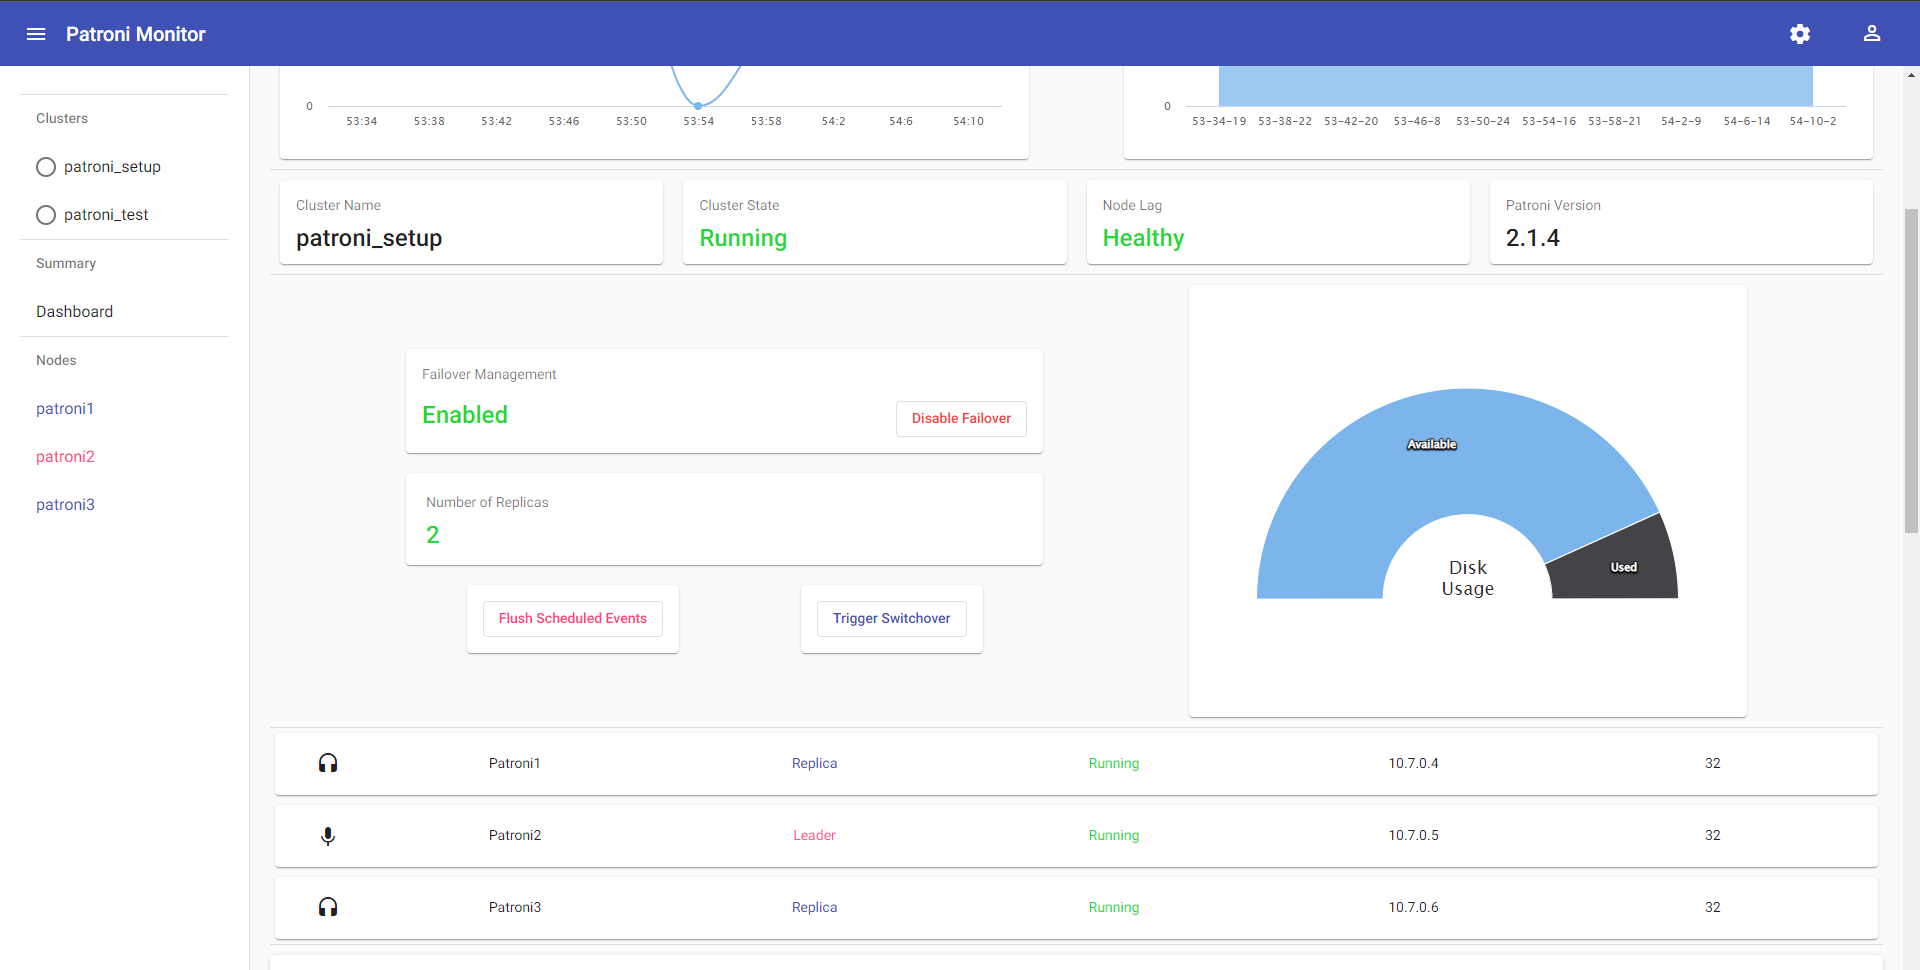 Patroni Monitor
Clusters
patroni_setup
patroni_test
Summary
Dashboard
Nodes
patroni1
patroni2
patroni3
0
53:34 53:38 53:42 53:46 53:50 53:54 53:58 54:2 54:6 54:10
0
53-34-19 53-38-22 53-42-20 53-46-8 53-50-24 53-54-16 53-58-21 54-2-9 54-6-14 54-10-2
Cluster Name
patroni_setup
Cluster State
Running
Node Lag
Healthy
Patroni Version
2.1.4
Failover Management
Enabled
Disable Failover
Number of Replicas
2
Flush Scheduled Events
Trigger Switchover
Available
Used
Disk
Usage
Patroni1 Replica Running 10.7.0.4 32
Patroni2 Leader Running 10.7.0.5 32
Patroni3 Replica Running 10.7.0.6 32